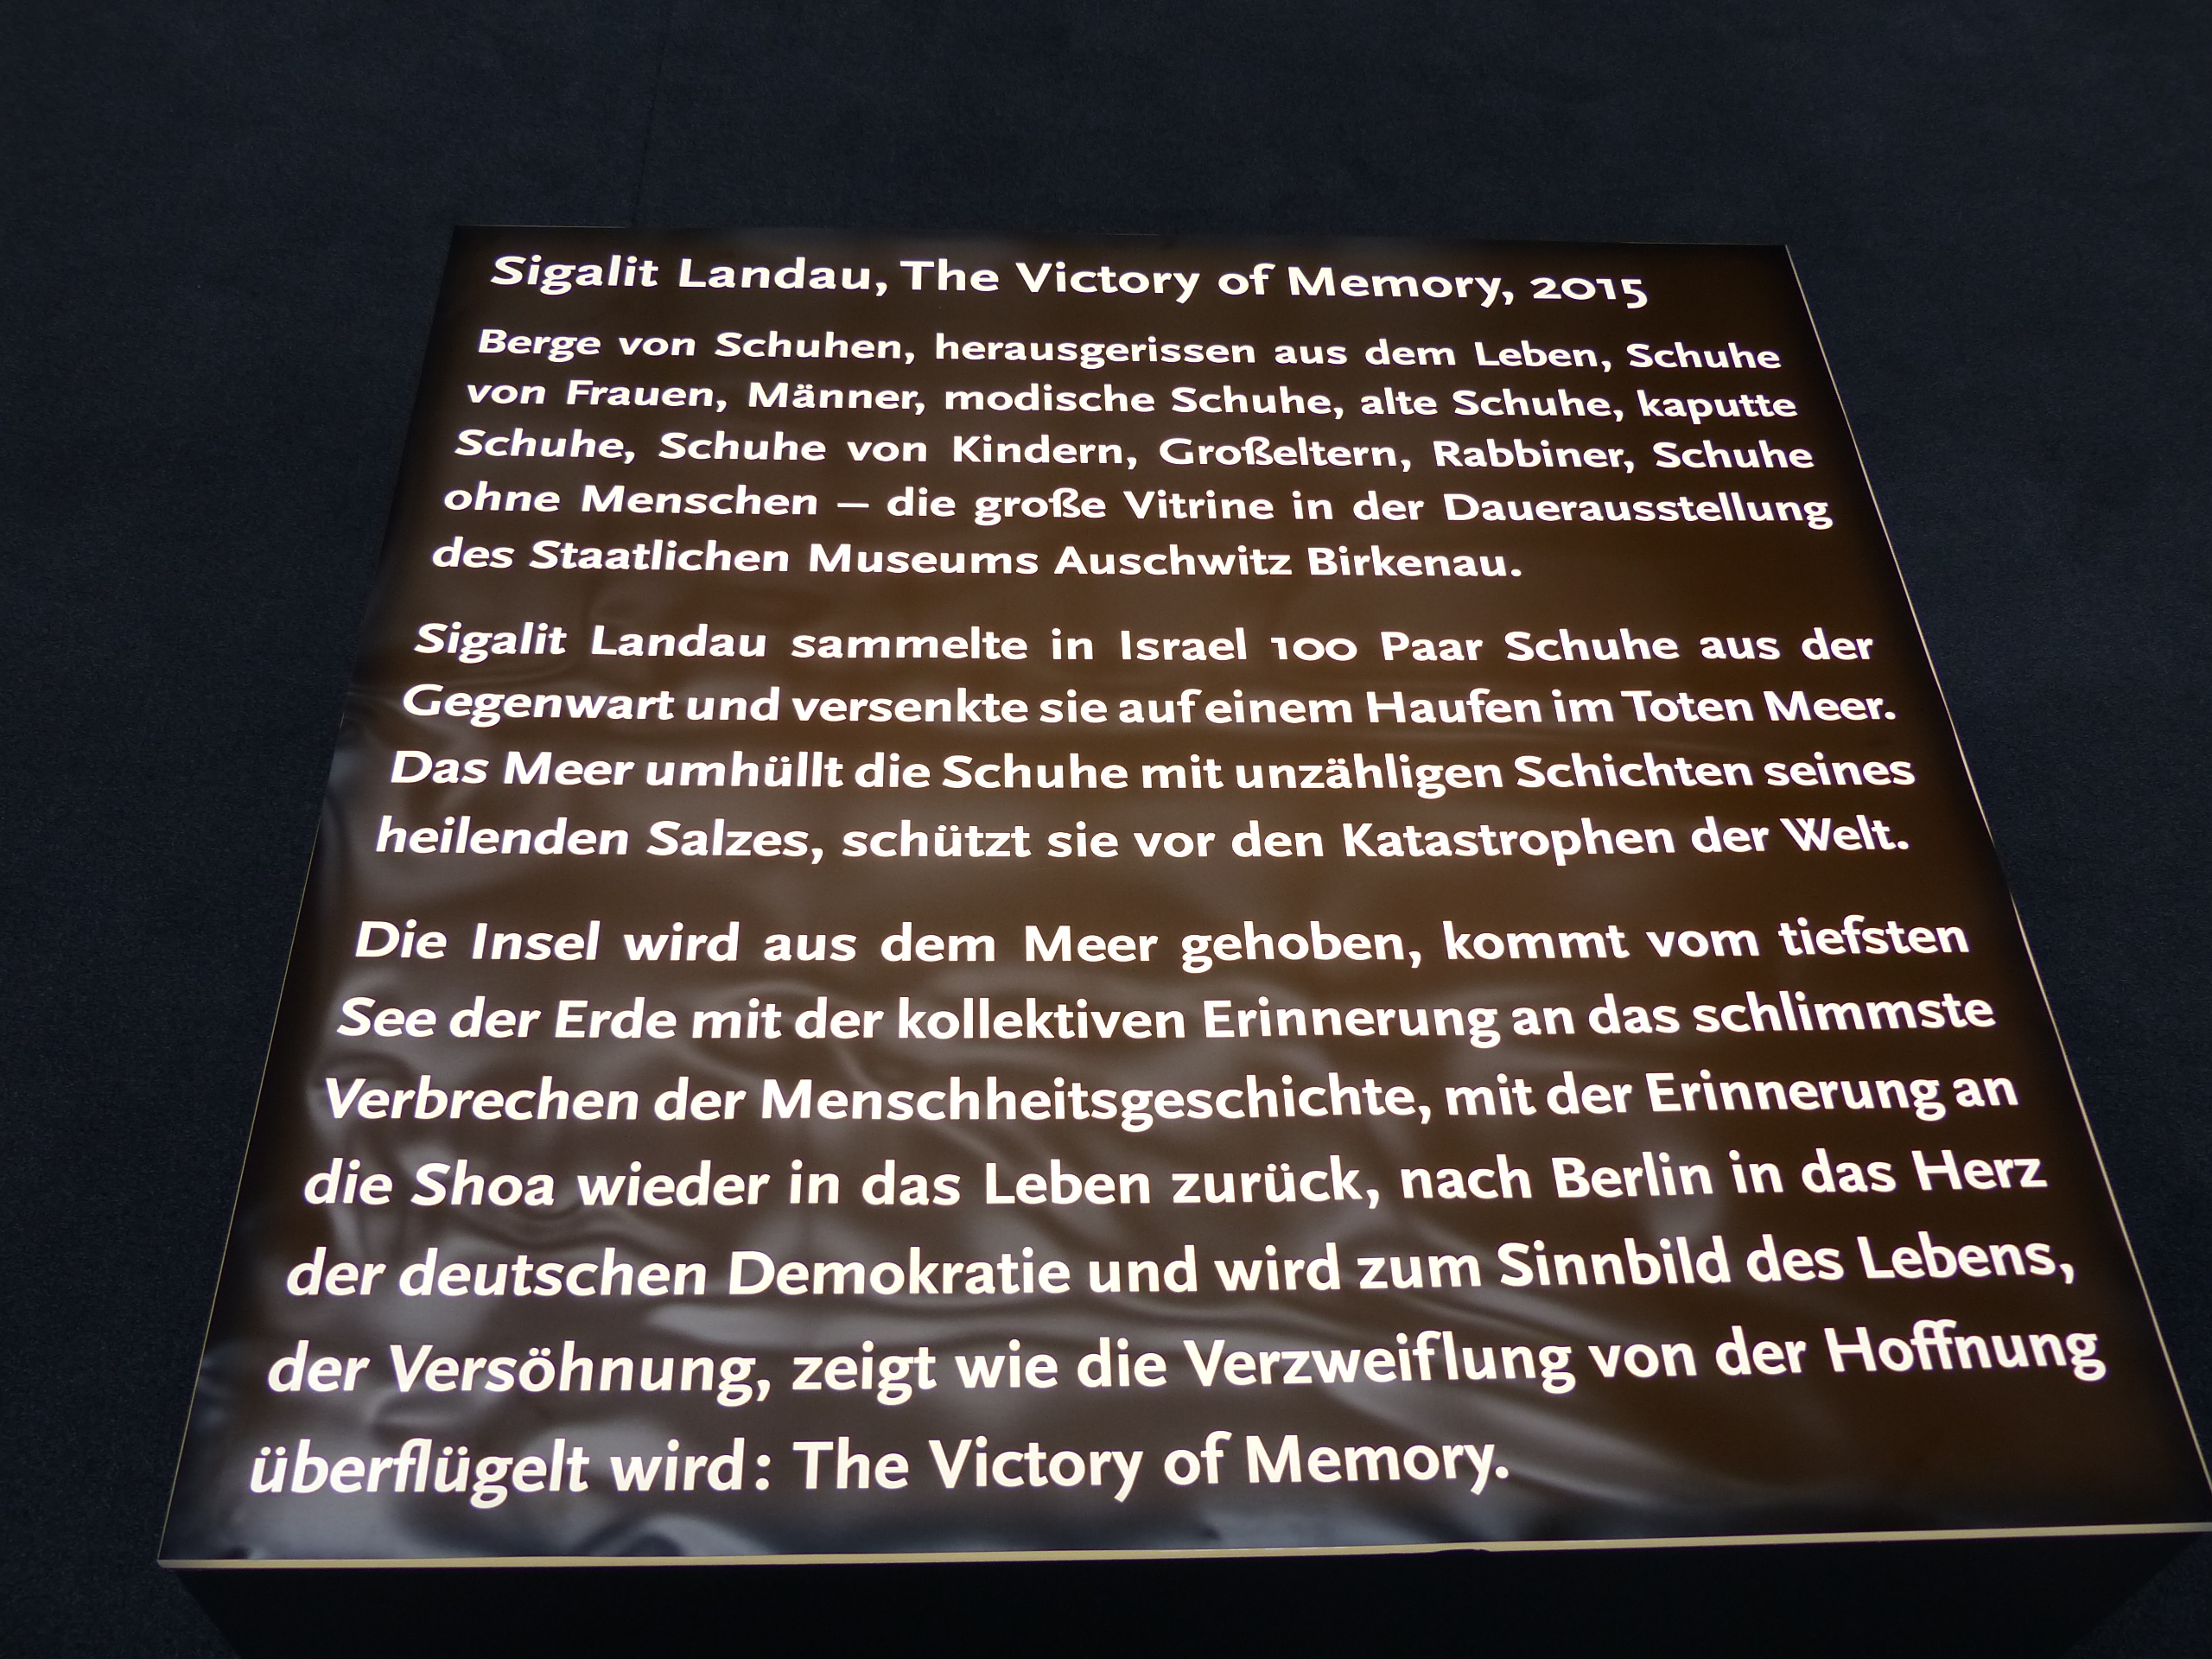 Sigalit Landau, The Victory of Memory, 2015
Berge von Schuhen, herausgerissen aus dem Leben, Schuhe
von Frauen, Männer, modische Schuhe, alte Schuhe, kaputte
Schuhe, Schuhe von Kindern, Großeltern, Rabbiner, Schuhe
ohne Menschen – die große Vitrine in der Dauerausstellung
des Staatlichen Museums Auschwitz Birkenau.
Sigalit Landau sammelte in Israel 100 Paar Schuhe aus der
Gegenwart und versenkte sie auf einem Haufen im Toten Meer.
Das Meer umhüllt die Schuhe mit unzähligen Schichten seines
heilenden Salzes, schützt sie vor den Katastrophen der Welt.
Die Insel wird aus dem Meer gehoben, kommt vom tiefsten
See der Erde mit der kollektiven Erinnerung an das schlimmste
Verbrechen der Menschheitsgeschichte, mit der Erinnerung an
die Shoa wieder in das Leben zurück, nach Berlin in das Herz
der deutschen Demokratie und wird zum Sinnbild des Lebens,
der Versöhnung, zeigt wie die Verzweiflung von der Hoffnung
überflügelt wird: The Victory of Memory.